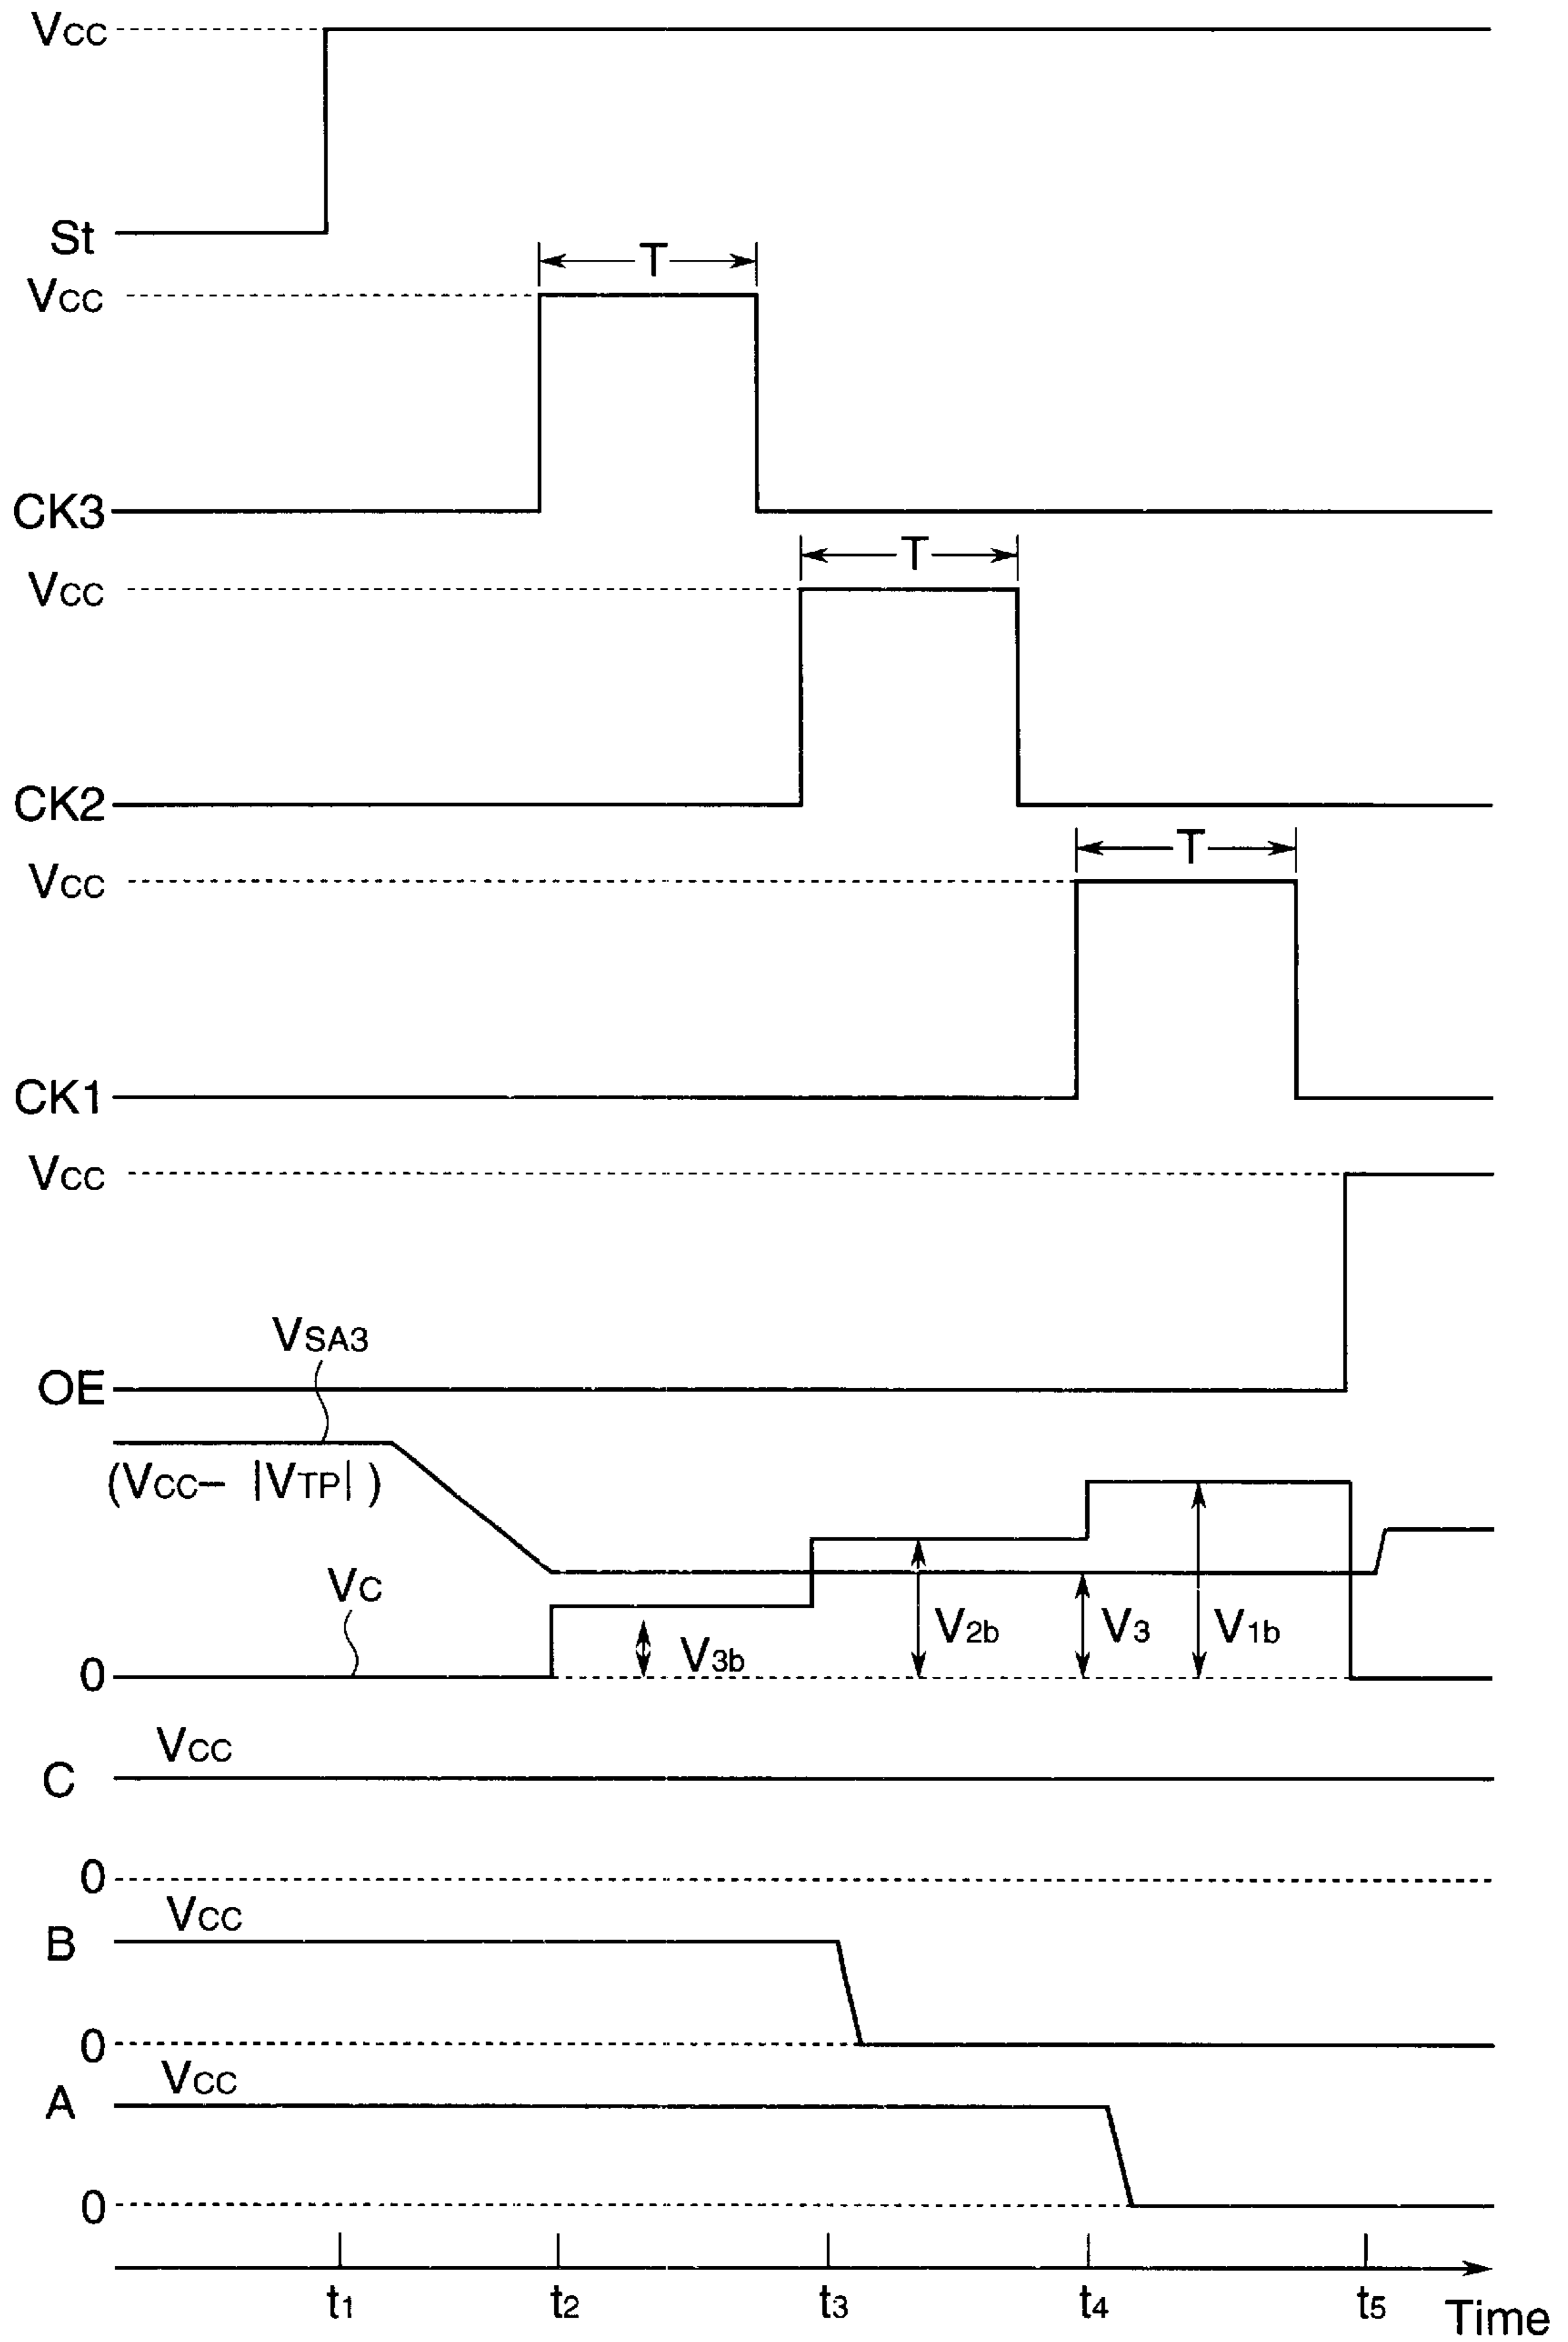 Vcc
St
T
Vcc
CK3
T
Vcc
CK2
T
Vcc
CK1
Vcc
VSA3
OE
(Vcc- |VTP| )
VC
V2b
V3
V1b
V3b
0
Vcc
C
0
Vcc
B
0
Vcc
A
0
t1 t2 t3 t4 t5 Time